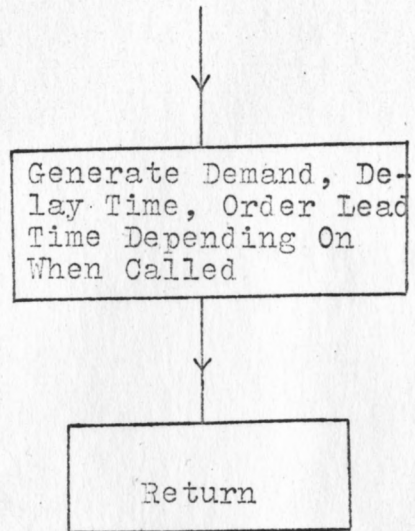 Generate Demand, De-
lay Time, Order Lead
Time Depending On
When Called
Return